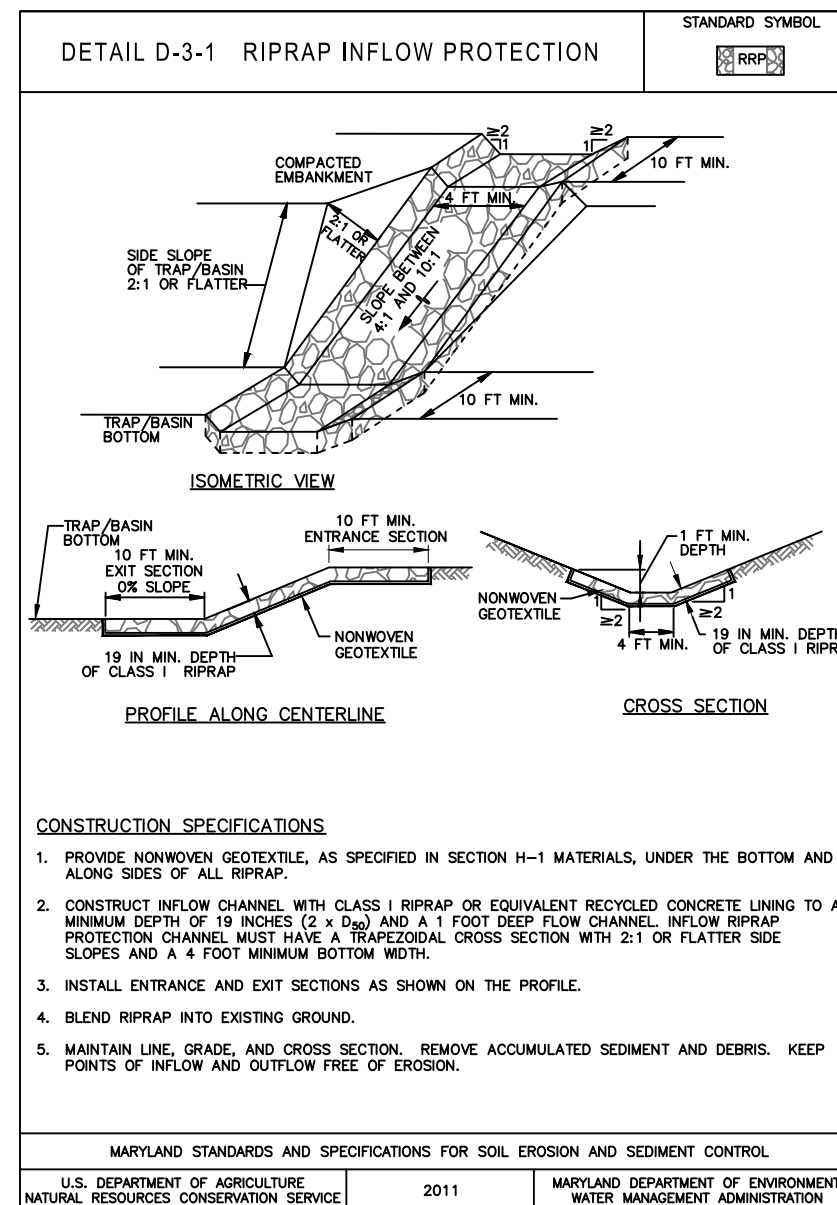 DETAIL D-3-1 RIPRAP INFLOW PROTECTION
STANDARD SYMBOL
RRP
≥2
1
≥2
1
10 FT MIN.
COMPACTED
EMBANKMENT
4 FT MIN.
2:1 OR
FLATTER
SIDE SLOPE
OF TRAP/BASIN
2:1 OR FLATTER
SLOPE BETWEEN
4:1 AND 10:1
10 FT MIN.
TRAP/BASIN
BOTTOM
ISOMETRIC VIEW
TRAP/BASIN
BOTTOM
10 FT MIN.
EXIT SECTION
0% SLOPE
10 FT MIN.
ENTRANCE SECTION
NONWOVEN
GEOTEXTILE
19 IN MIN. DEPTH
OF CLASS I RIPRAP
PROFILE ALONG CENTERLINE
1 FT MIN.
DEPTH
NONWOVEN
GEOTEXTILE
1
≥2
4 FT MIN.
1
≥2
19 IN MIN. DEPTH
OF CLASS I RIPR
CROSS SECTION
CONSTRUCTION SPECIFICATIONS
1. PROVIDE NONWOVEN GEOTEXTILE, AS SPECIFIED IN SECTION H-1 MATERIALS, UNDER THE BOTTOM AND
ALONG SIDES OF ALL RIPRAP.
2. CONSTRUCT INFLOW CHANNEL WITH CLASS I RIPRAP OR EQUIVALENT RECYCLED CONCRETE LINING TO A
MINIMUM DEPTH OF 19 INCHES (2 x D50) AND A 1 FOOT DEEP FLOW CHANNEL. INFLOW RIPRAP
PROTECTION CHANNEL MUST HAVE A TRAPEZOIDAL CROSS SECTION WITH 2:1 OR FLATTER SIDE
SLOPES AND A 4 FOOT MINIMUM BOTTOM WIDTH.
3. INSTALL ENTRANCE AND EXIT SECTIONS AS SHOWN ON THE PROFILE.
4. BLEND RIPRAP INTO EXISTING GROUND.
5. MAINTAIN LINE, GRADE, AND CROSS SECTION. REMOVE ACCUMULATED SEDIMENT AND DEBRIS. KEEP
POINTS OF INFLOW AND OUTFLOW FREE OF EROSION.
MARYLAND STANDARDS AND SPECIFICATIONS FOR SOIL EROSION AND SEDIMENT CONTROL
U.S. DEPARTMENT OF AGRICULTURE
NATURAL RESOURCES CONSERVATION SERVICE
2011
MARYLAND DEPARTMENT OF ENVIRONMENT
WATER MANAGEMENT ADMINISTRATION